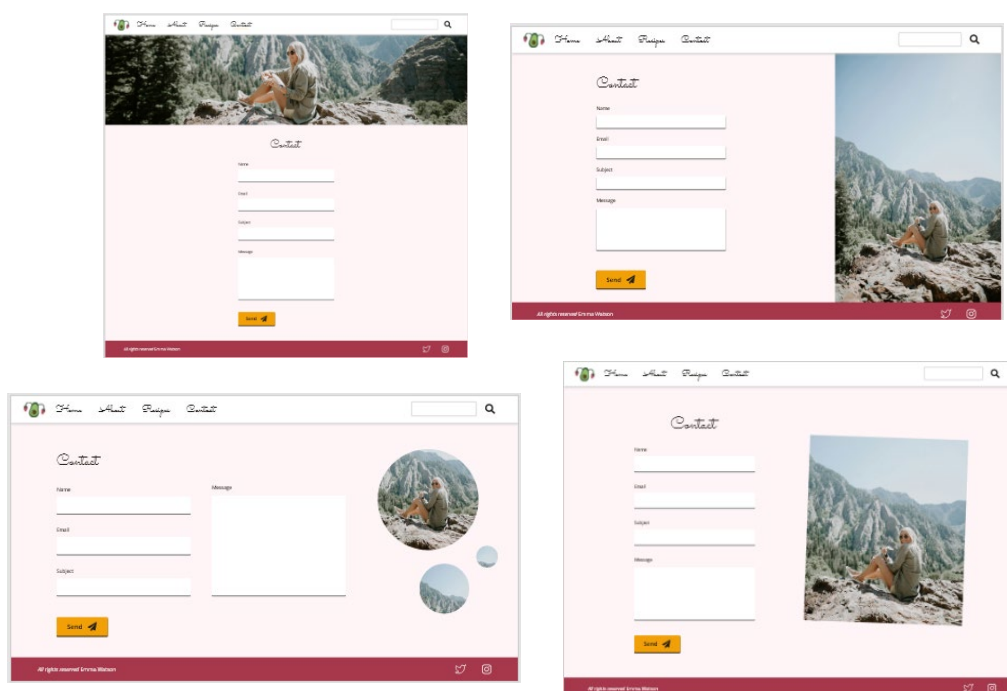 Home About Recipes Contact
Contact
Name
Email
Subject
Message
Send
All rights reserved Emma Watson
Home About Recipes Contact
Contact
Name
Email
Subject
Message
Send
All rights reserved Emma Watson
Home About Recipes Contact
Contact
Name
Message
Email
Subject
Send
All rights reserved Emma Watson
Home About Recipes Contact
Contact
Name
Email
Subject
Message
Send
All rights reserved Emma Watson